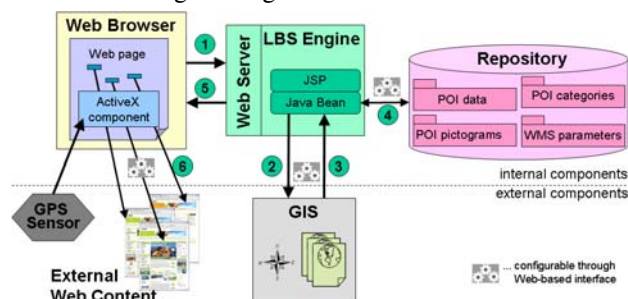 Web Browser
Web page
ActiveX
component
1
5
Web Server
LBS Engine
JSP
Java Bean
4
Repository
POI data
POI categories
POI pictograms
WMS parameters
6
2
3
internal components
external components
GPS
Sensor
External
Web Content
GIS
... configurable through
Web-based interface